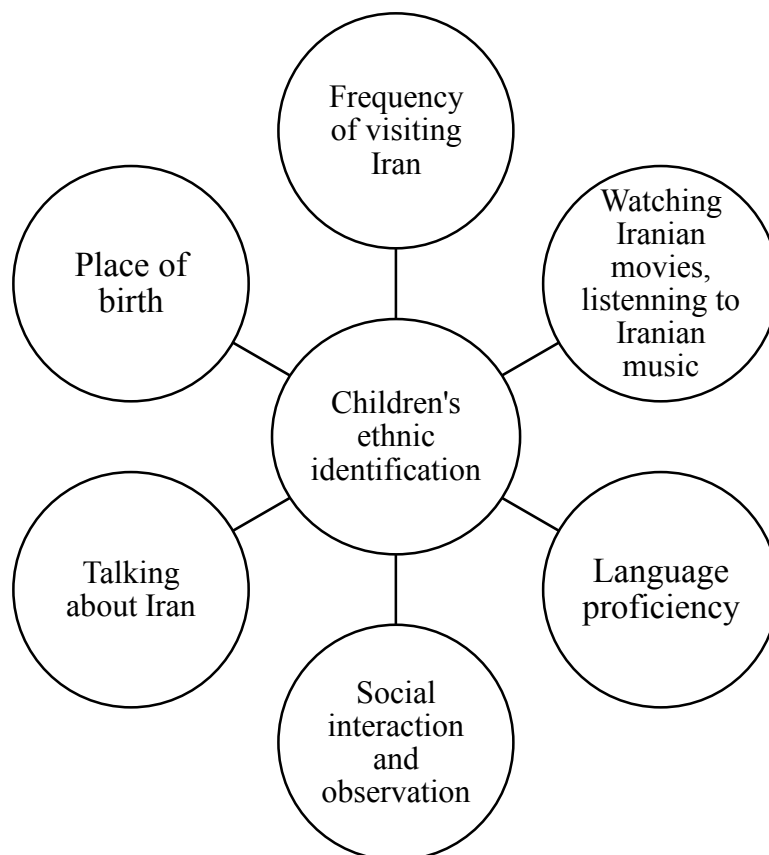 Frequency
of visiting
Iran
Watching
Iranian
movies,
listenning to
Iranian
music
Place of
birth
Children's
ethnic
identification
Talking
about Iran
Language
proficiency
Social
interaction
and
observation